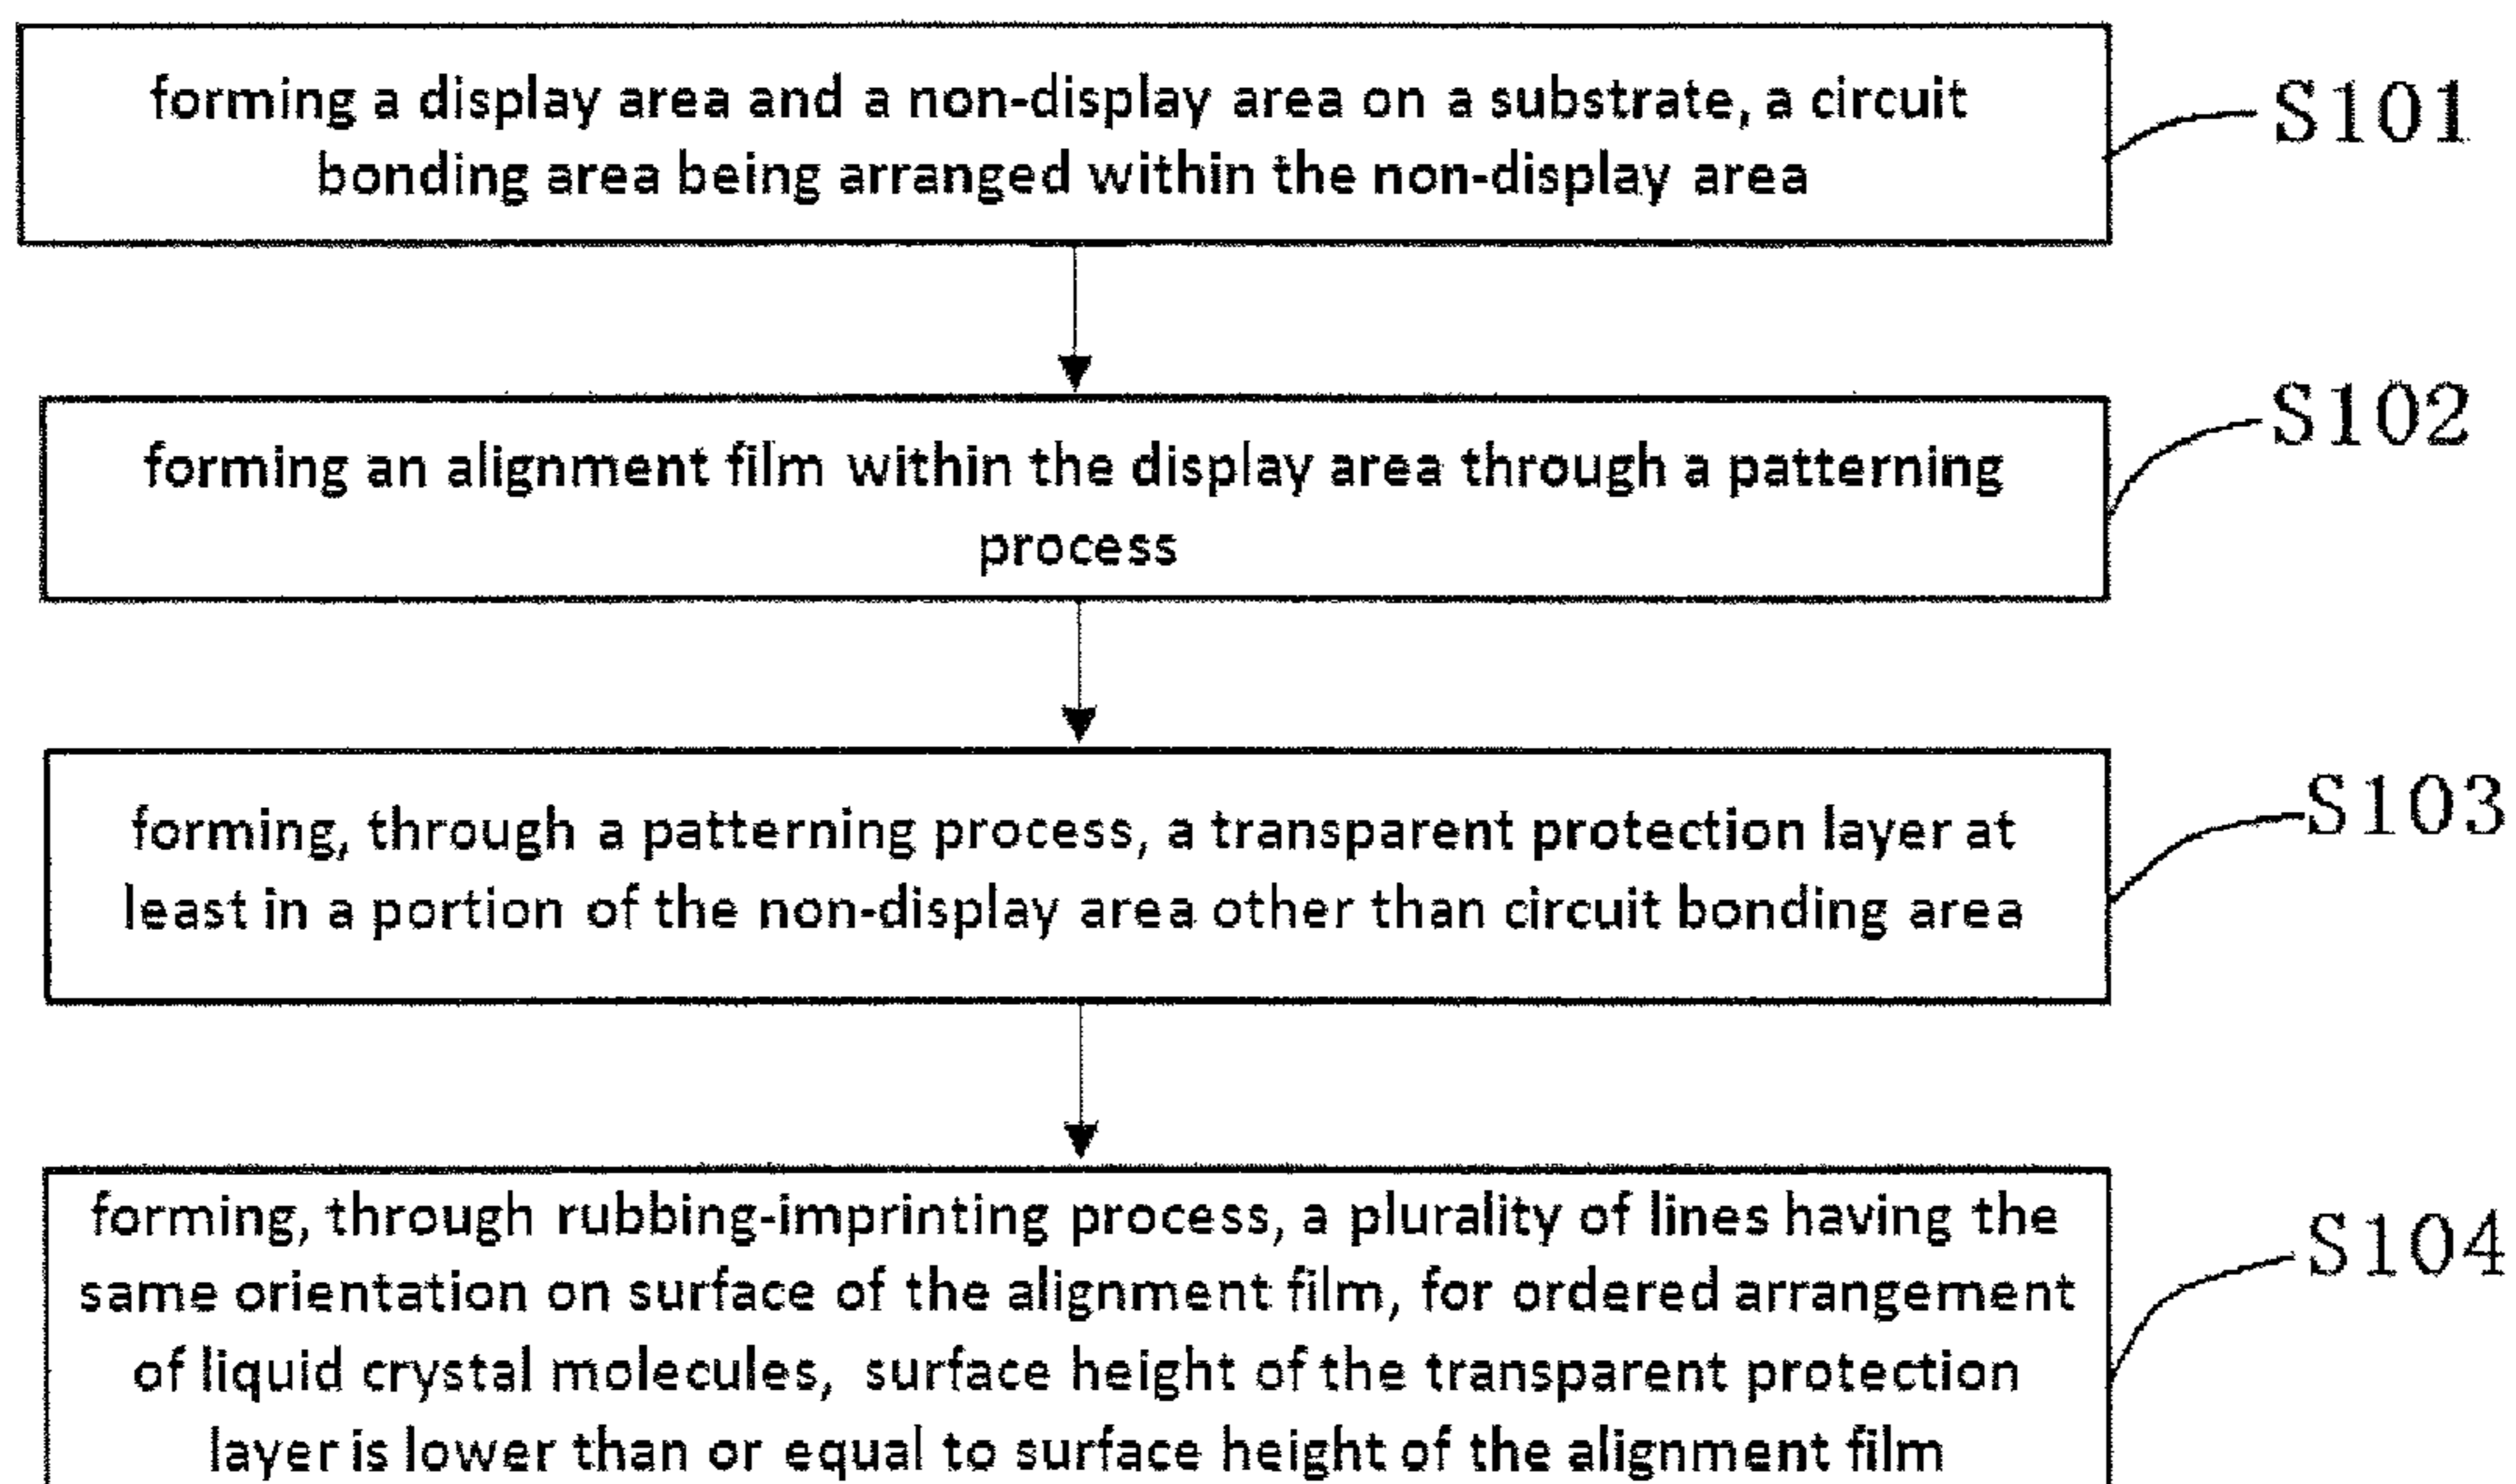 forming a display area and a non-display area on a substrate, a circuit
bonding area being arranged within the non-display area
S101
forming an alignment film within the display area through a patterning
process
S102
forming, through a patterning process, a transparent protection layer at
least in a portion of the non-display area other than circuit bonding area
S103
forming, through rubbing-imprinting process, a plurality of lines having the
same orientation on surface of the alignment film, for ordered arrangement
of liquid crystal molecules, surface height of the transparent protection
layer is lower than or equal to surface height of the alignment film
S104